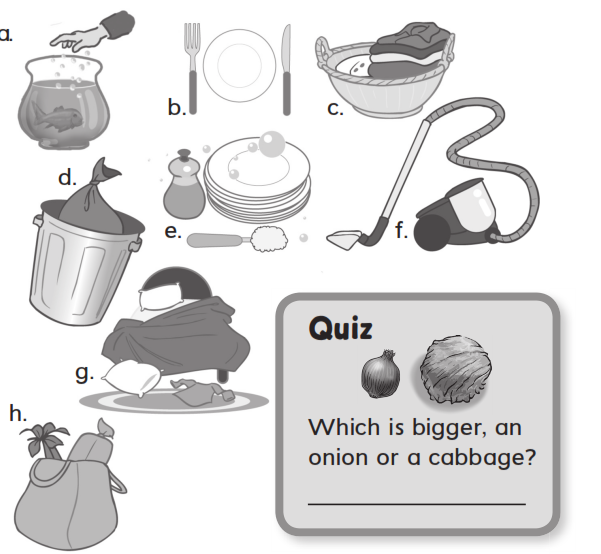 a.
b.
c.
d.
e.
f.
g.
h.
Quiz
Which is bigger, an
onion or a cabbage?